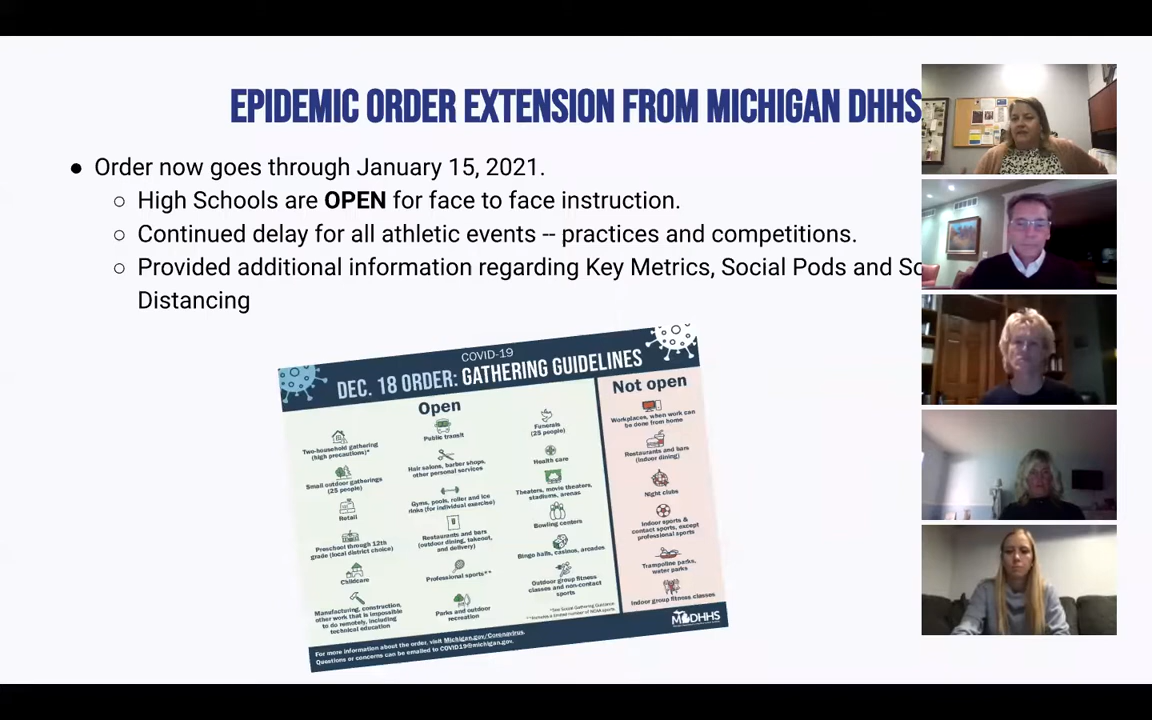 EPIDEMIC ORDER EXTENSION FROM MICHIGAN DHHS
● Order now goes through January 15, 2021.
○ High Schools are OPEN for face to face instruction.
○ Continued delay for all athletic events -- practices and competitions.
○ Provided additional information regarding Key Metrics, Social Pods and
Distancing
COVID-19
DEC. 18 ORDER: GATHERING GUIDELINES
Open
Two-household gathering
(high precautions)*
Small outdoor gatherings
(25 people)
Retail
Preschool through 12th
grade (local district choice)
Childcare
Manufacturing, construction,
other work that is impossible
to do remotely, including
technical education
Public transit
Hair salons, barber shops,
other personal services
Gyms, pools, roller and ice
rinks (for individual exercise)
Restaurants and bars
(outdoor dining, takeout,
and delivery)
Professional sports**
Parks and outdoor
recreation
Funerals
(25 people)
Health care
Theaters, movie theaters,
stadiums, arenas
Bowling centers
Bingo halls, casinos, arcades
Outdoor group fitness
classes and non-contact
sports
*See Social Gathering Guidance
**Includes a limited number of NCAA sports
Not open
Workplaces, when work can
be done from home
Restaurants and bars
(indoor dining)
Night clubs
Indoor sports &
contact sports, except
professional sports
Trampoline parks,
water parks
Indoor group fitness classes
For more information about the order, visit Michigan.gov/Coronavirus.
Questions or concerns can be emailed to COVID19@michigan.gov.
MDHHS